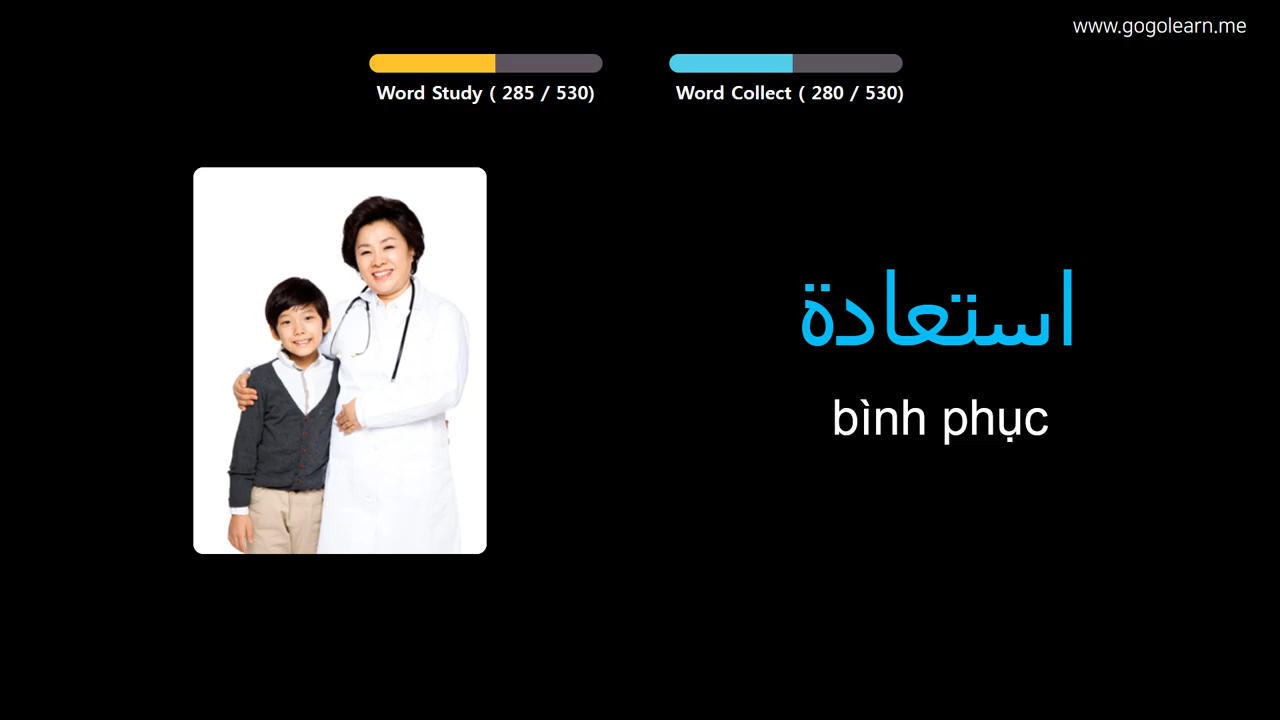 www.gogolearn.me
Word Study ( 285 / 530)
Word Collect ( 280 / 530)
استعادة
bình phục